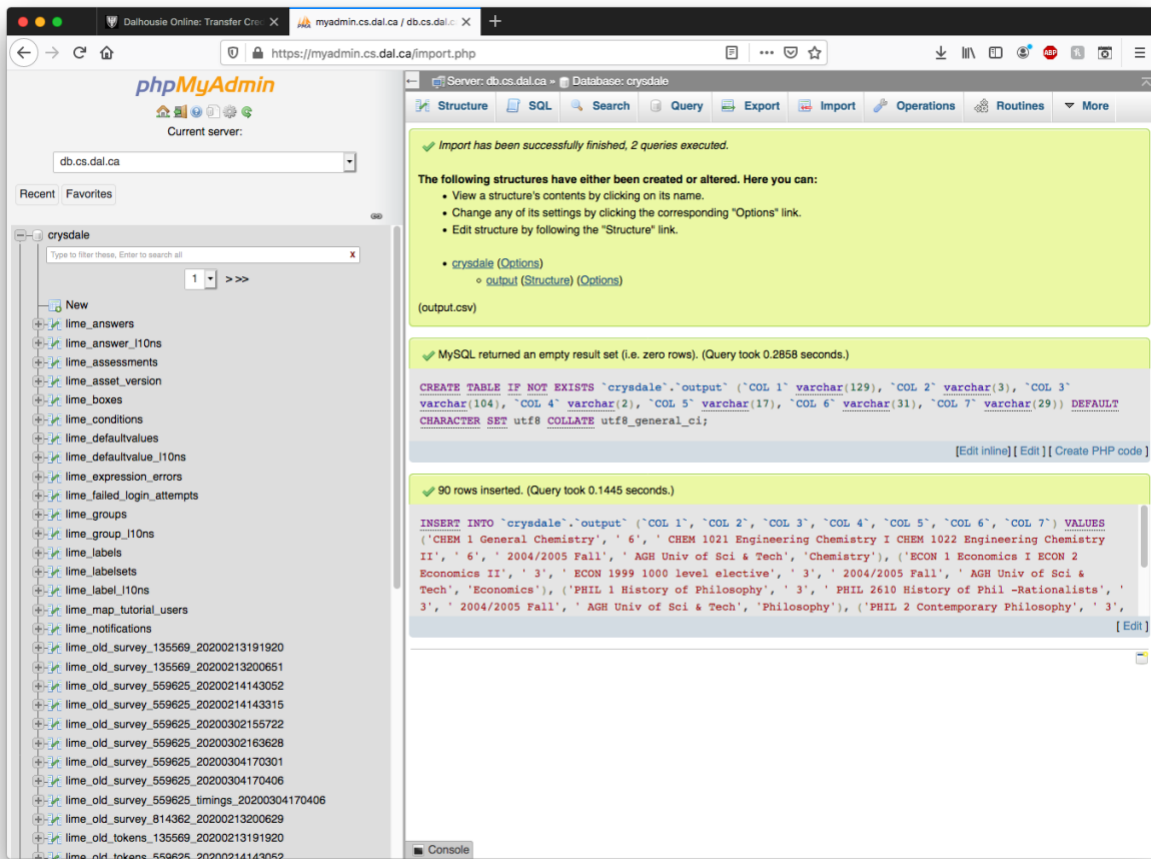 Dalhousie Online: Transfer Cred
myadmin.cs.dal.ca / db.cs.dal.c
https://myadmin.cs.dal.ca/import.php
ABP
phpMyAdmin
Current server:
db.cs.dal.ca
Recent Favorites
crysdale
Type to filter these, Enter to search all X
1 > >>
New
lime_answers
lime_answer_l10ns
lime_assessments
lime_asset_version
lime_boxes
lime_conditions
lime_defaultvalues
lime_defaultvalue_l10ns
lime_expression_errors
lime_failed_login_attempts
lime_groups
lime_group_l10ns
lime_labels
lime_labelsets
lime_label_l10ns
lime_map_tutorial_users
lime_notifications
lime_old_survey_135569_20200213191920
lime_old_survey_135569_20200213200651
lime_old_survey_559625_20200214143052
lime_old_survey_559625_20200214143315
lime_old_survey_559625_20200302155722
lime_old_survey_559625_20200302163628
lime_old_survey_559625_20200304170301
lime_old_survey_559625_20200304170406
lime_old_survey_559625_timings_20200304170406
lime_old_survey_814362_20200213200629
lime_old_tokens_135569_20200213191920
lime_old_tokens_559625_20200214143052
Server: db.cs.dal.ca » Database: crysdale
Structure SQL Search Query Export Import Operations Routines More
Import has been successfully finished, 2 queries executed.
The following structures have either been created or altered. Here you can:
• View a structure's contents by clicking on its name.
• Change any of its settings by clicking the corresponding "Options" link.
• Edit structure by following the "Structure" link.
• crysdale (Options)
output (Structure) (Options)
(output.csv)
MySQL returned an empty result set (i.e. zero rows). (Query took 0.2858 seconds.)
CREATE TABLE IF NOT EXISTS `crysdale`.`output` (`COL 1` varchar(129), `COL 2` varchar(3), `COL 3`
varchar(104), `COL 4` varchar(2), `COL 5` varchar(17), `COL 6` varchar(31), `COL 7` varchar(29)) DEFAULT
CHARACTER SET utf8 COLLATE utf8_general_ci;
[Edit inline] [ Edit ] [ Create PHP code ]
90 rows inserted. (Query took 0.1445 seconds.)
INSERT INTO `crysdale`.`output` (`COL 1`, `COL 2`, `COL 3`, `COL 4`, `COL 5`, `COL 6`, `COL 7`) VALUES
('CHEM 1 General Chemistry', ' 6', ' CHEM 1021 Engineering Chemistry I CHEM 1022 Engineering Chemistry
II', ' 6', ' 2004/2005 Fall', ' AGH Univ of Sci & Tech', 'Chemistry'), ('ECON 1 Economics I ECON 2
Economics II', ' 3', ' ECON 1999 1000 level elective', ' 3', ' 2004/2005 Fall', ' AGH Univ of Sci &
Tech', 'Economics'), ('PHIL 1 History of Philosophy', ' 3', ' PHIL 2610 History of Phil -Rationalists', '
3', ' 2004/2005 Fall', ' AGH Univ of Sci & Tech', 'Philosophy'), ('PHIL 2 Contemporary Philosophy', ' 3',
[ Edit ]
Console